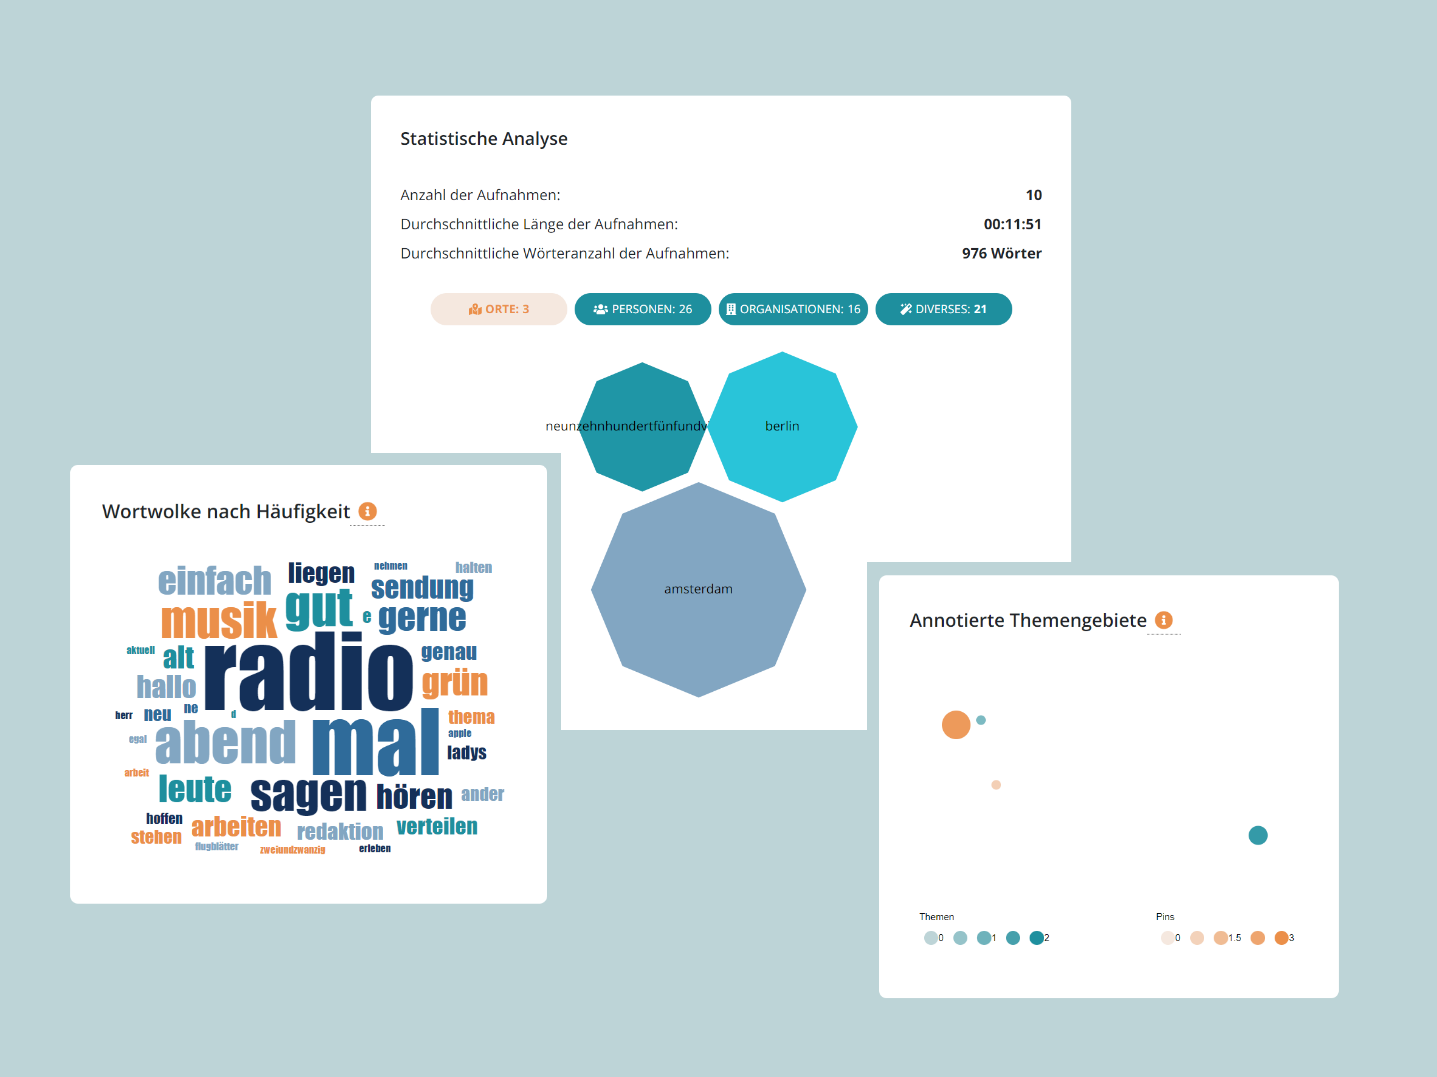 Statistische Analyse
Anzahl der Aufnahmen: 10
Durchschnittliche Länge der Aufnahmen: 00:11:51
Durchschnittliche Wörteranzahl der Aufnahmen: 976 Wörter
ORTE: 3 PERSONEN: 26 ORGANISATIONEN: 16 DIVERSES: 21
neunzehnhundertfünfundv berlin
amsterdam
Wortwolke nach Häufigkeit
einfach liegen nehmen halten
sendung
musik gut e gerne
aktuell alt radio genau
hallo grün
herr neu ne d thema
egal abend mal apple
ladys
arbeit leute sagen hören ander
hoffen
stehen arbeiten redaktion verteilen
flugblätter zweiundzwanzig erleben
Annotierte Themengebiete
Themen Pins
0 1 2 0 1.5 3